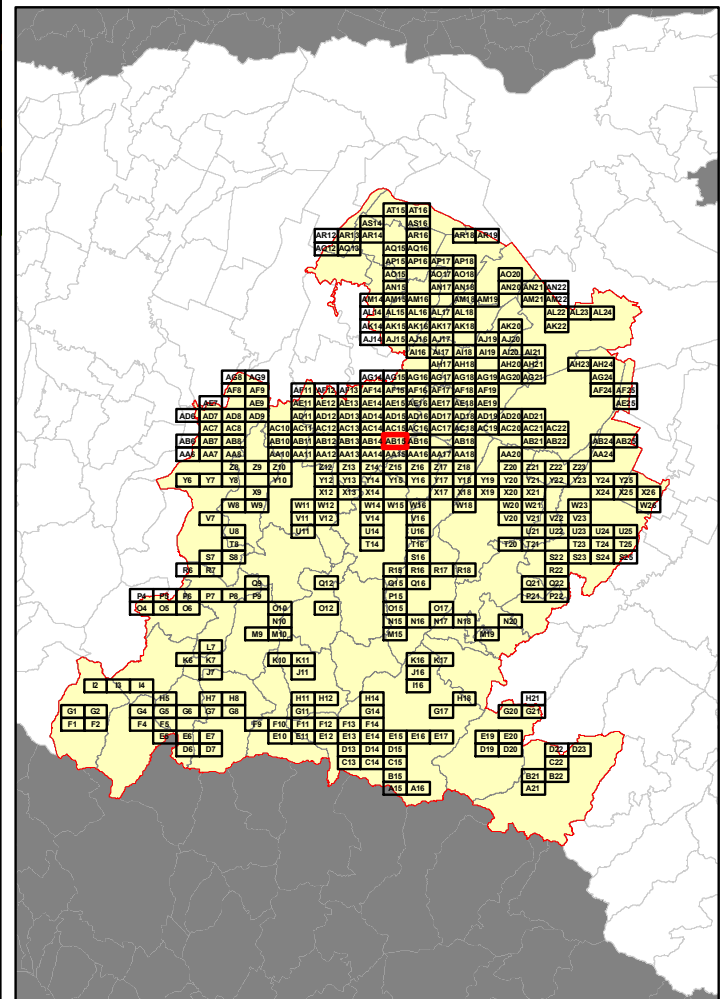 AT15 AT16
AS14 AS16
AR12 AR13 AR14 AR16 AR18 AR19
AQ12 AQ13 AQ15 AQ16
AP15 AP16 AP17 AP18
AO15 AO17 AO18 AO20
AN15 AN17 AN18 AN20 AN21 AN22
AM14 AM15 AM16 AM18 AM19 AM21 AM22
AL14 AL15 AL16 AL17 AL18 AL22 AL23 AL24
AK14 AK15 AK16 AK17 AK18 AK20 AK22
AJ14 AJ15 AJ16 AJ17 AJ19 AJ20
AI16 AI17 AI18 AI19 AI20 AI21
AH17 AH18 AH20 AH21 AH23 AH24
AG8 AG9 AG14 AG15 AG16 AG17 AG18 AG19 AG20 AG21 AG24
AF8 AF9 AF11 AF12 AF13 AF14 AF15 AF16 AF17 AF18 AF19 AF24 AF25
AE7 AE9 AE11 AE12 AE13 AE14 AE15 AE16 AE17 AE18 AE19 AE25
AD6 AD7 AD8 AD9 AD11 AD12 AD13 AD14 AD15 AD16 AD17 AD18 AD19 AD20 AD21
AC7 AC8 AC10 AC11 AC12 AC13 AC14 AC15 AC16 AC17 AC18 AC19 AC20 AC21 AC22
AB6 AB7 AB8 AB10 AB11 AB12 AB13 AB14 AB15 AB16 AB18 AB21 AB22 AB24 AB25
AA6 AA7 AA8 AA10 AA11 AA12 AA13 AA14 AA15 AA16 AA17 AA18 AA20 AA24
Z8 Z9 Z10 Z12 Z13 Z14 Z15 Z16 Z17 Z18 Z20 Z21 Z22 Z23
Y6 Y7 Y8 Y10 Y12 Y13 Y14 Y15 Y16 Y17 Y18 Y19 Y20 Y21 Y22 Y23 Y24 Y25
X9 X12 X13 X14 X17 X18 X19 X20 X21 X24 X25 X26
W8 W9 W11 W12 W14 W15 W16 W18 W20 W21 W23 W26
V7 V11 V12 V14 V16 V20 V21 V22 V23
U8 U11 U14 U16 U21 U22 U23 U24 U25
T8 T14 T16 T20 T21 T23 T24 T25
S7 S8 S16 S22 S23 S24 S25
R6 R7 R15 R16 R17 R18 R22
Q9 Q12 Q15 Q16 Q21 Q22
P4 P5 P6 P7 P8 P9 P15 P21 P22
O4 O5 O6 O10 O12 O15 O17
N10 N15 N16 N17 N18 N20
M9 M10 M15 M19
L7
K6 K7 K10 K11 K16 K17
J7 J11 J16
I2 I3 I4 I16
H5 H7 H8 H11 H12 H14 H18 H21
G1 G2 G4 G5 G6 G7 G8 G11 G14 G17 G20 G21
F1 F2 F4 F5 F9 F10 F11 F12 F13 F14
E5 E6 E7 E10 E11 E12 E13 E14 E15 E16 E17 E19 E20
D6 D7 D13 D14 D15 D19 D20 D22 D23
C13 C14 C15 C22
B15 B21 B22
A15 A16 A21